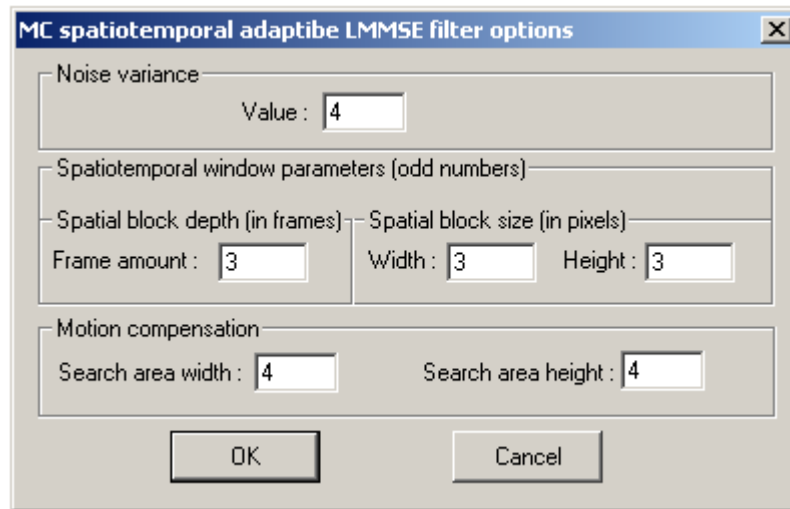 MC spatiotemporal adaptibe LMMSE filter options
Noise variance
Value : 4
Spatiotemporal window parameters (odd numbers)
Spatial block depth (in frames) Spatial block size (in pixels)
Frame amount : 3 Width : 3 Height : 3
Motion compensation
Search area width : 4 Search area height : 4
OK Cancel